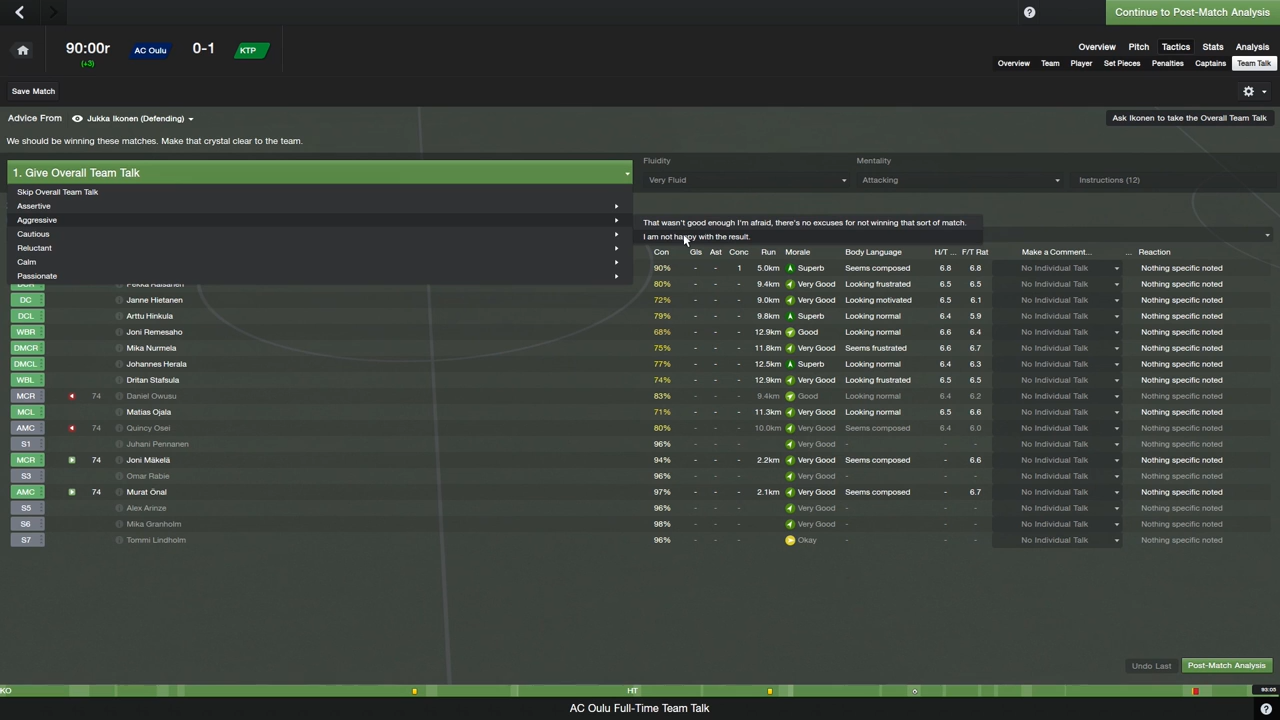 Continue to Post-Match Analysis
90:00r AC Oulu 0-1 KTP
(+3)
Overview Pitch Tactics Stats Analysis
Overview Team Player Set Pieces Penalties Captains Team Talk
Save Match
Advice From Jukka Ikonen (Defending) Ask Ikonen to take the Overall Team Talk
We should be winning these matches. Make that crystal clear to the team.
1. Give Overall Team Talk
Skip Overall Team Talk
Assertive
Aggressive
Cautious
Reluctant
Calm
Passionate
Fluidity Mentality
Very Fluid Attacking Instructions (12)
That wasn't good enough I'm afraid, there's no excuses for not winning that sort of match.
I am not happy with the result.
Con Gls Ast Conc Run Morale Body Language H/T ... F/T Rat Make a Comment... ... Reaction
90% - - 1 5.0km Superb Seems composed 6.8 6.8 No Individual Talk Nothing specific noted
80% - - - 9.4km Very Good Looking frustrated 6.5 6.5 No Individual Talk Nothing specific noted
DC Janne Hietanen 72% - - - 9.0km Very Good Looking motivated 6.5 6.1 No Individual Talk Nothing specific noted
DCL Arttu Hinkula 79% - - - 9.8km Superb Looking normal 6.4 5.9 No Individual Talk Nothing specific noted
WBR Joni Remesaho 68% - - - 12.9km Good Looking normal 6.6 6.4 No Individual Talk Nothing specific noted
DMCR Mika Nurmela 75% - - - 11.8km Very Good Seems frustrated 6.6 6.7 No Individual Talk Nothing specific noted
DMCL Johannes Herala 77% - - - 12.5km Superb Looking normal 6.4 6.3 No Individual Talk Nothing specific noted
WBL Dritan Stafsula 74% - - - 12.9km Very Good Looking frustrated 6.5 6.5 No Individual Talk Nothing specific noted
MCR 74 Daniel Owusu 83% - - - 9.4km Good Looking normal 6.4 6.2 No Individual Talk Nothing specific noted
MCL Matias Ojala 71% - - - 11.3km Very Good Looking normal 6.5 6.6 No Individual Talk Nothing specific noted
AMC 74 Quincy Osei 80% - - - 10.0km Very Good Seems composed 6.4 6.0 No Individual Talk Nothing specific noted
S1 Juhani Pennanen 96% - - - Very Good - - - No Individual Talk Nothing specific noted
MCR 74 Joni Mäkelä 94% - - - 2.2km Very Good Seems composed - 6.6 No Individual Talk Nothing specific noted
S3 Omar Rabie 96% - - - Very Good - - - No Individual Talk Nothing specific noted
AMC 74 Murat Önal 97% - - - 2.1km Very Good Seems composed - 6.7 No Individual Talk Nothing specific noted
S5 Alex Arinze 96% - - - Very Good - - - No Individual Talk Nothing specific noted
S6 Mika Granholm 98% - - - Very Good - - - No Individual Talk Nothing specific noted
S7 Tommi Lindholm 96% - - - Okay - - - No Individual Talk Nothing specific noted
Undo Last Post-Match Analysis
KO HT 93:05
AC Oulu Full-Time Team Talk